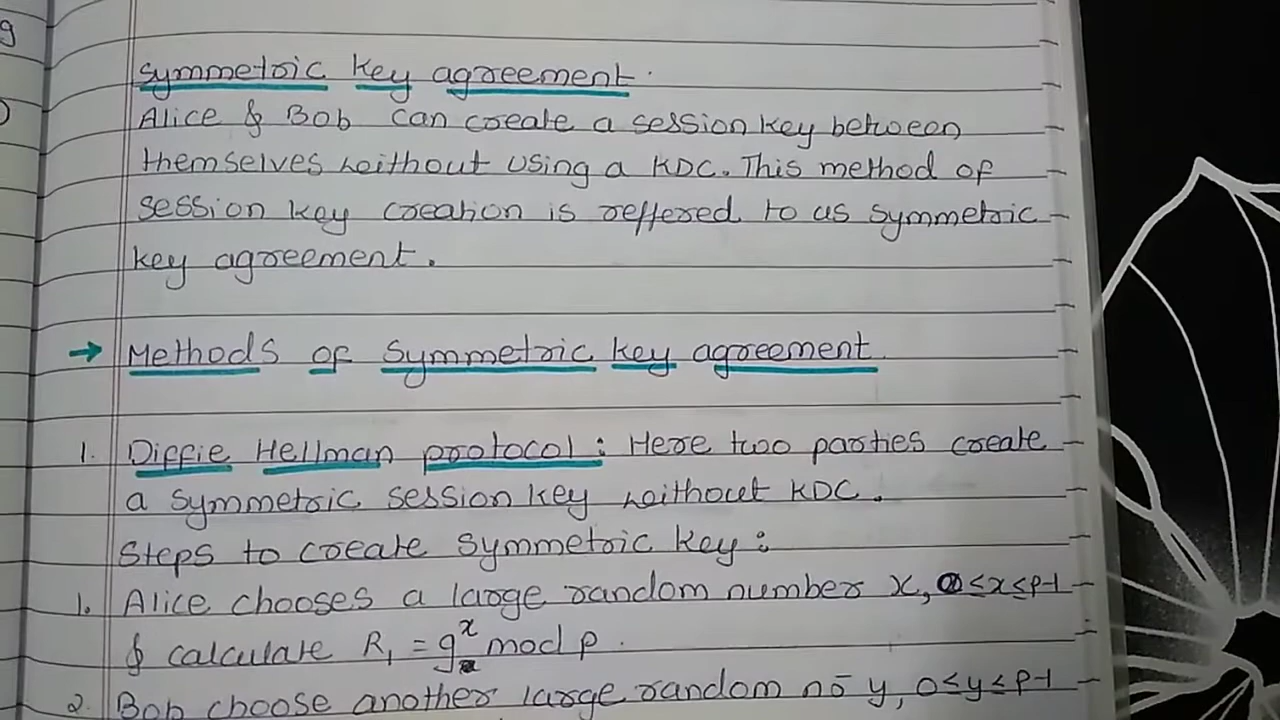 Symmetric key agreement.
Alice & Bob can create a session key between
themselves without using a KDC. This method of
session key creation is reffered to as symmetric
key agreement.
→ Methods of symmetric key agreement
1. Diffie Hellman protocol : Here two parties create
a symmetric session key without KDC.
Steps to create symmetric key :
1. Alice chooses a large random number x, 0≤x≤p-1
& calculate R₁ = gˣ mod p.
2. Bob choose another large random no y, 0≤y≤p-1